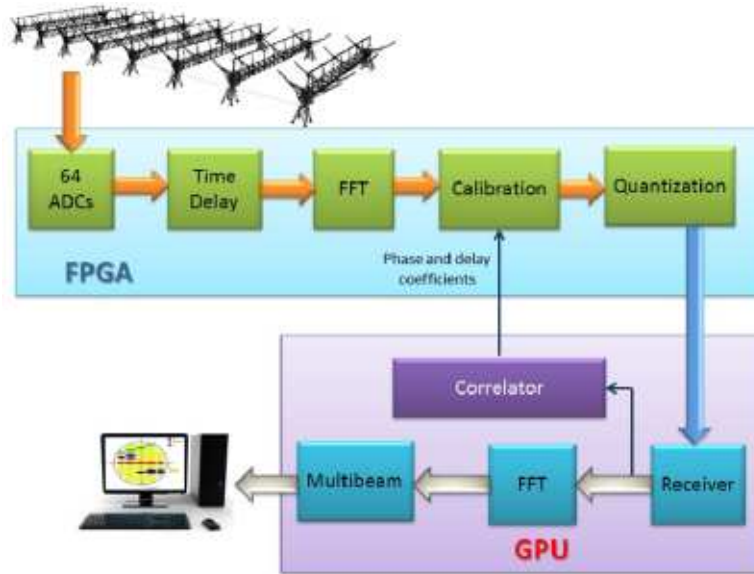 64
ADCs
Time
Delay
FFT
Calibration
Quantization
Phase and delay
coefficients
FPGA
Correlator
Multibeam
FFT
Receiver
GPU